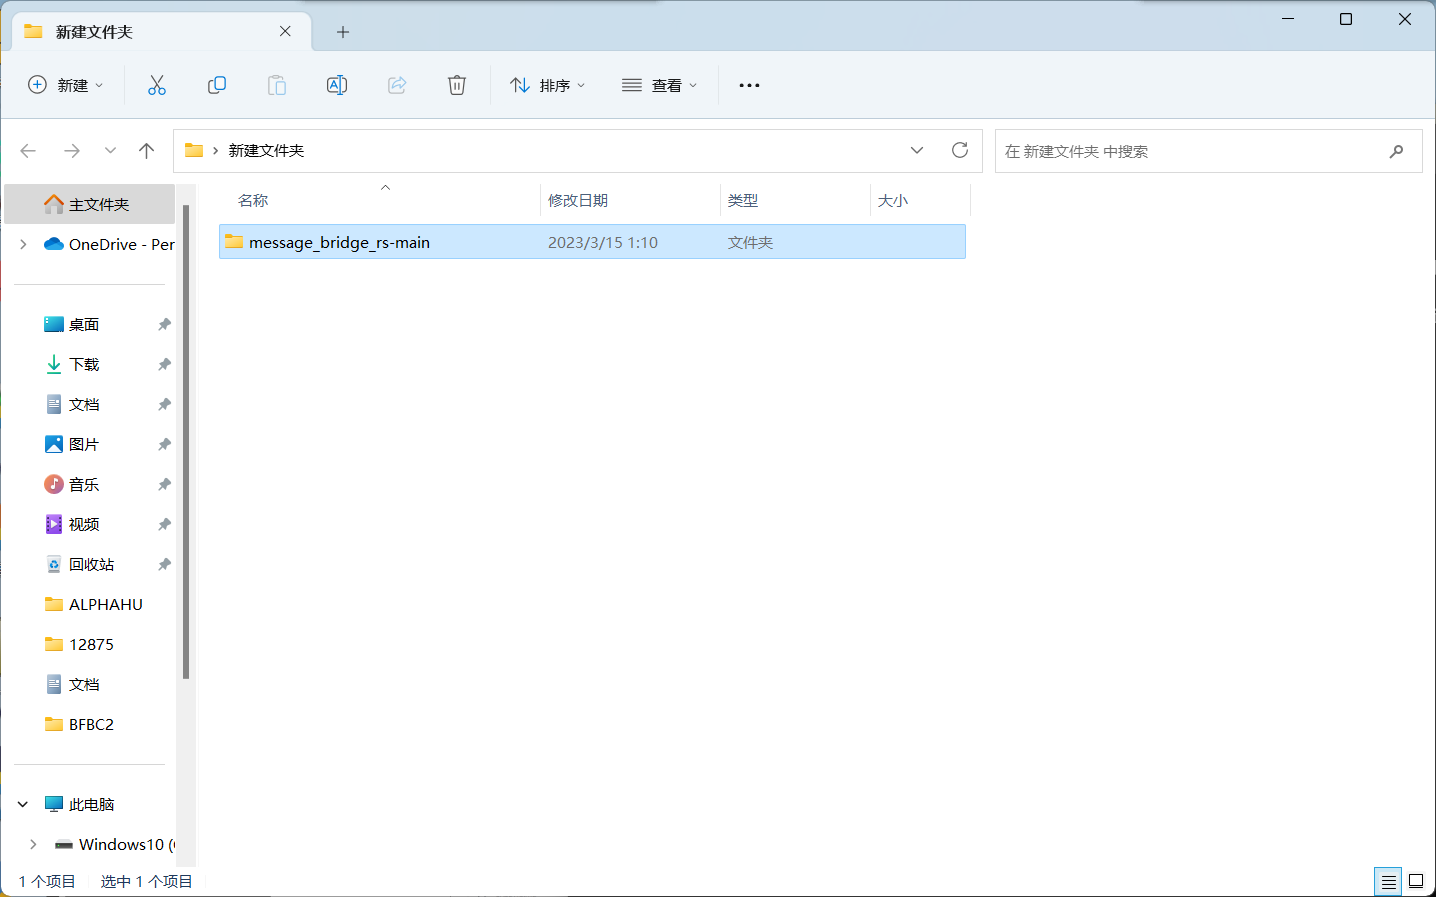 新建文件夹
新建
排序
查看
新建文件夹
在 新建文件夹 中搜索
名称 修改日期 类型 大小
message_bridge_rs-main 2023/3/15 1:10 文件夹
主文件夹
OneDrive - Per
桌面
下载
文档
图片
音乐
视频
回收站
ALPHAHU
12875
文档
BFBC2
此电脑
Windows10 (
1 个项目 选中 1 个项目